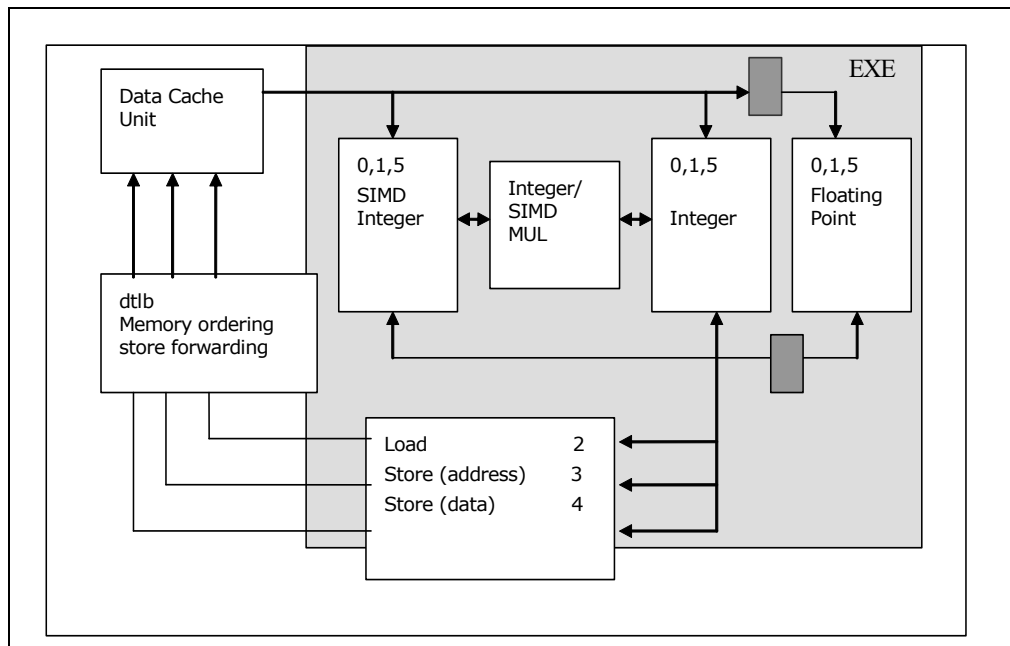 EXE
Data Cache
Unit
0,1,5
SIMD
Integer
Integer/
SIMD
MUL
0,1,5
Integer
0,1,5
Floating
Point
dtlb
Memory ordering
store forwarding
Load 2
Store (address) 3
Store (data) 4